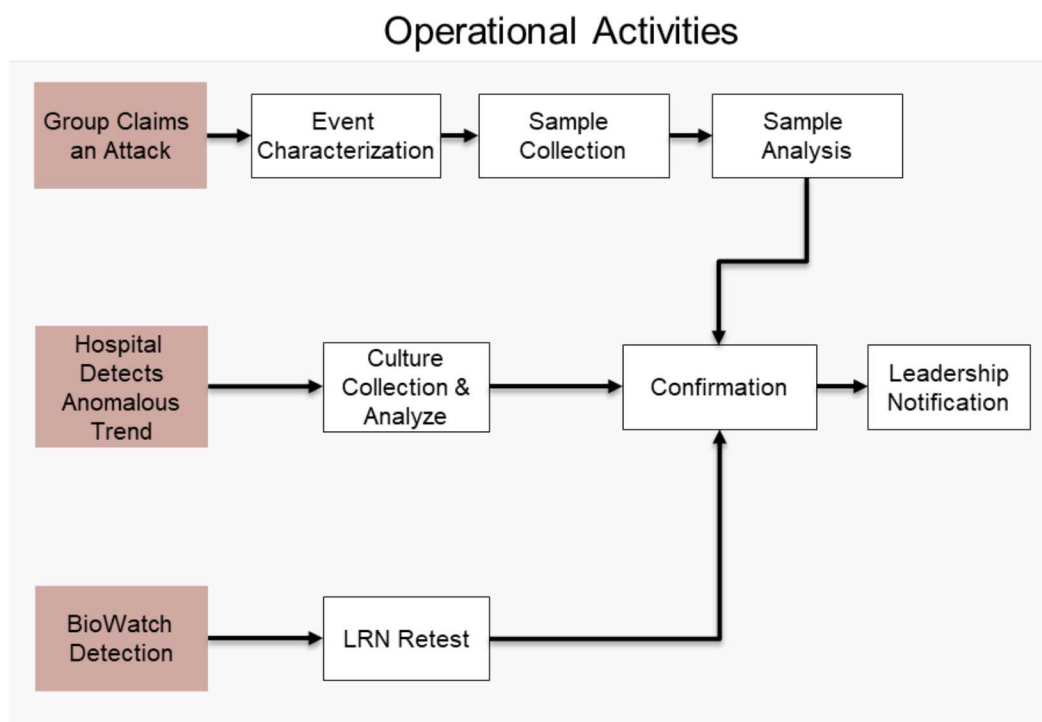 Operational Activities
Group Claims
an Attack
Event
Characterization
Sample
Collection
Sample
Analysis
Hospital
Detects
Anomalous
Trend
Culture
Collection &
Analyze
Confirmation
Leadership
Notification
BioWatch
Detection
LRN Retest